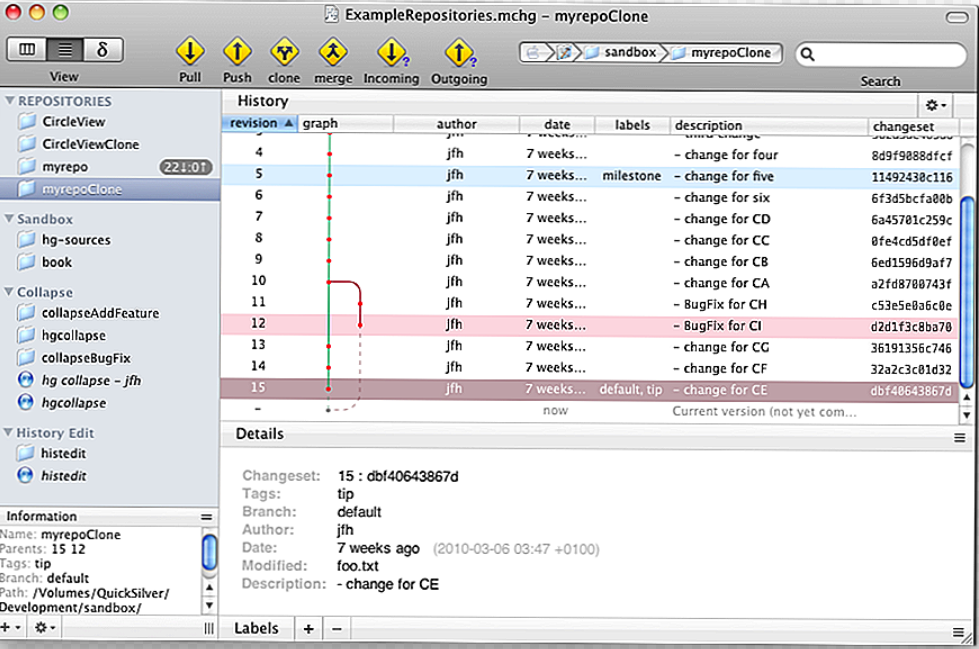 ExampleRepositories.mchg – myrepoClone
View
Pull Push clone merge Incoming Outgoing
sandbox myrepoClone
Search
REPOSITORIES
CircleView
CircleViewClone
myrepo 22↓:0↑
myrepoClone
Sandbox
hg-sources
book
Collapse
collapseAddFeature
hgcollapse
collapseBugFix
hg collapse – jfh
hgcollapse
History Edit
histedit
histedit
Information
Name: myrepoClone
Parents: 15 12
Tags: tip
Branch: default
Path: /Volumes/QuickSilver/
Development/sandbox/
History
revision graph author date labels description changeset
4 jfh 7 weeks... – change for four 8d9f9088dfcf
5 jfh 7 weeks... milestone – change for five 11492430c116
6 jfh 7 weeks... – change for six 6f3d5bcfa00b
7 jfh 7 weeks... – change for CD 6a45701c259c
8 jfh 7 weeks... – change for CC 0fe4cd5df0ef
9 jfh 7 weeks... – change for CB 6ed1596d9af7
10 jfh 7 weeks... – change for CA a2fd8700743f
11 jfh 7 weeks... – BugFix for CH c53e5e0a6c0e
12 jfh 7 weeks... – BugFix for CI d2d1f3c8ba70
13 jfh 7 weeks... – change for CG 36191356c746
14 jfh 7 weeks... – change for CF 32a2c3c01d32
15 jfh 7 weeks... default, tip – change for CE dbf40643867d
– now Current version (not yet com...
Details
Changeset: 15 : dbf40643867d
Tags: tip
Branch: default
Author: jfh
Date: 7 weeks ago (2010-03-06 03:47 +0100)
Modified: foo.txt
Description: - change for CE
Labels + −